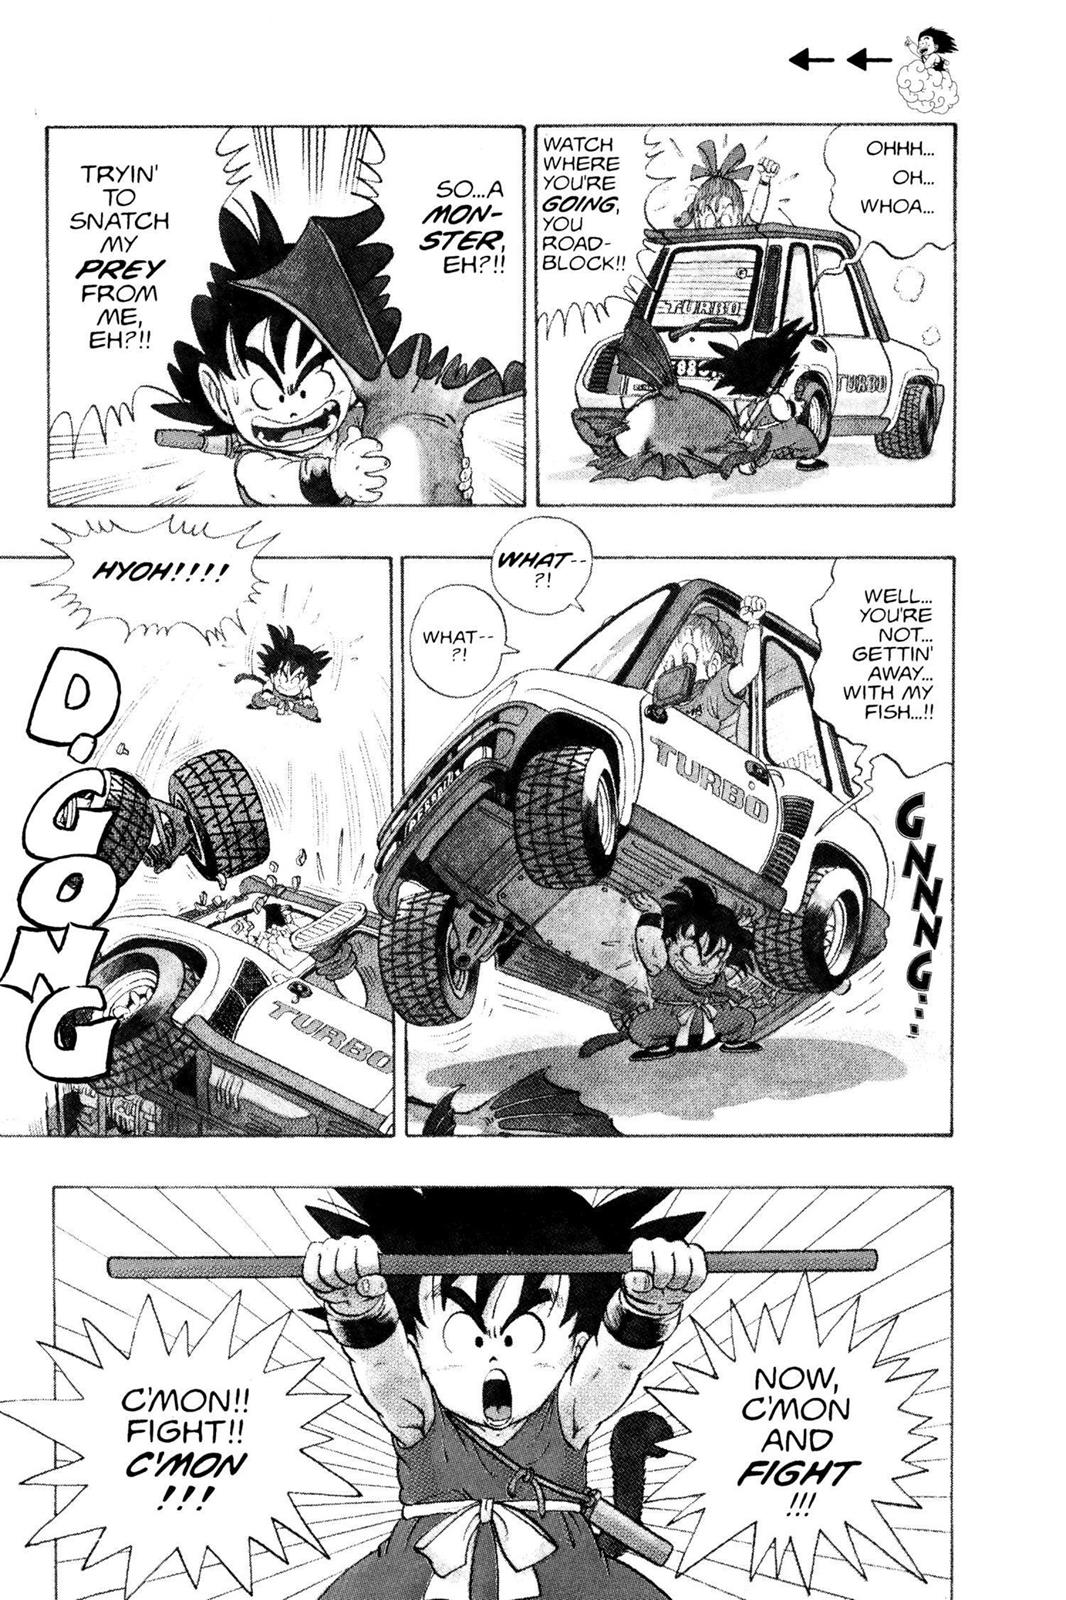 OHHH...
OH...
WHOA...
WATCH
WHERE
YOU'RE
GOING,
YOU
ROAD-
BLOCK!!
TURBO
TURBO
SO...A
MON-
STER,
EH?!!
TRYIN'
TO
SNATCH
MY
PREY
FROM
ME,
EH?!!
WELL...
YOU'RE
NOT...
GETTIN'
AWAY...
WITH MY
FISH...!!
WHAT--
?!
WHAT--
?!
TURBO
GNNNG...
HYOH!!!!
D.GONG
TURBO
NOW,
C'MON
AND
FIGHT
!!!
C'MON!!
FIGHT!!
C'MON
!!!